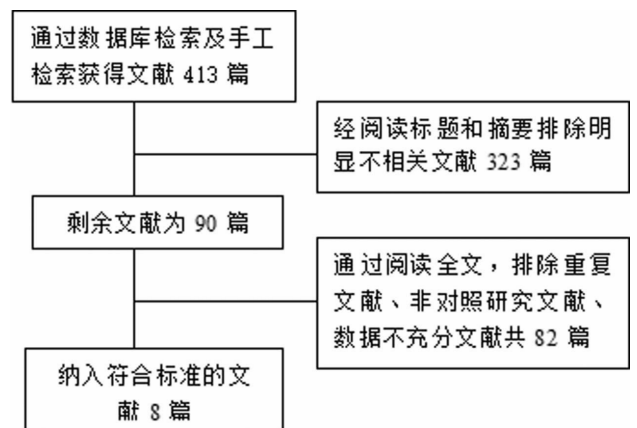 通过数据库检索及手工
检索获得文献 413 篇
经阅读标题和摘要排除明
显不相关文献 323 篇
剩余文献为 90 篇
通过阅读全文，排除重复
文献、非对照研究文献、
数据不充分文献共 82 篇
纳入符合标准的文
献 8 篇